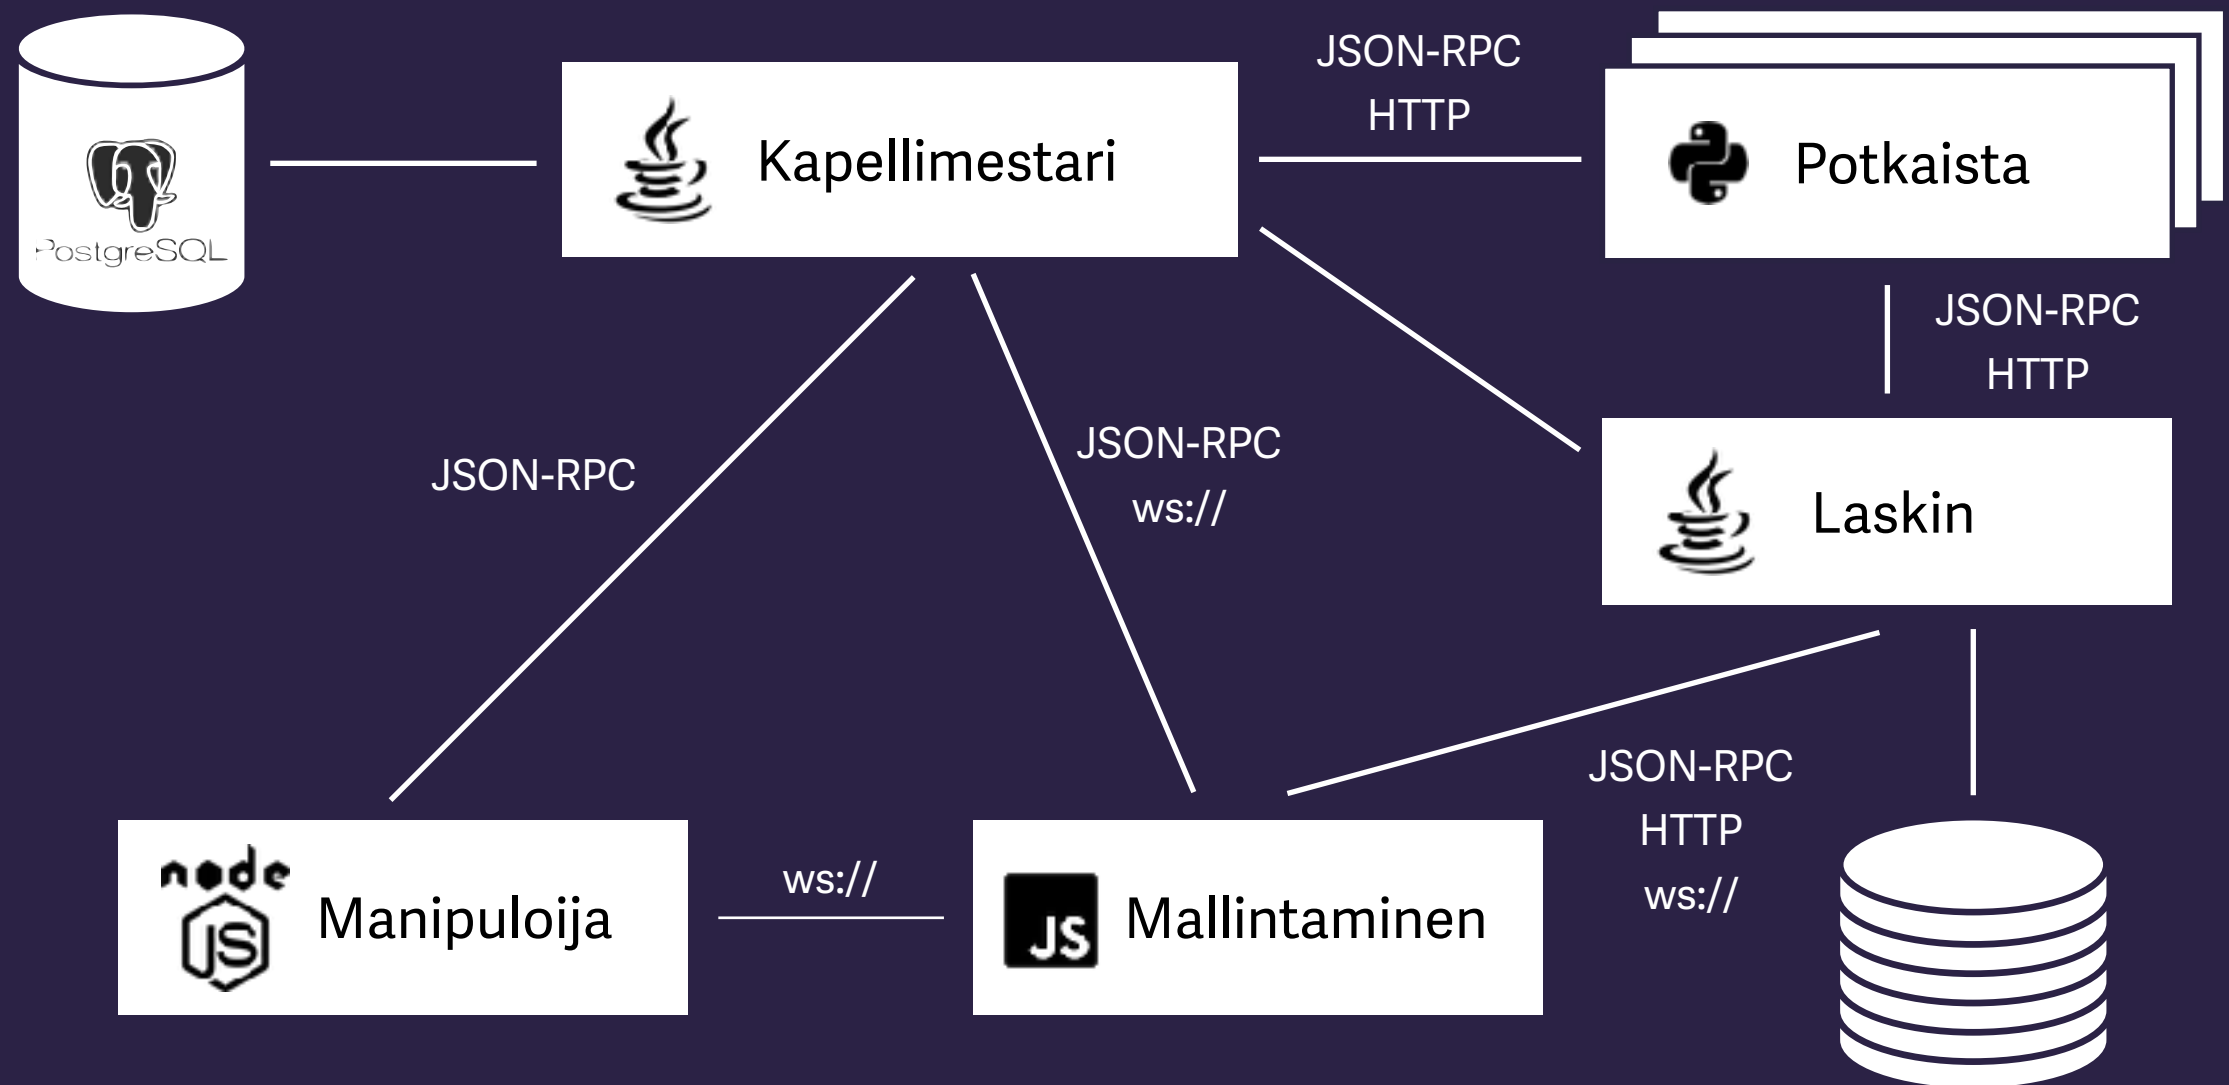 PostgreSQL
Kapellimestari
JSON-RPC
HTTP
Potkaista
JSON-RPC
HTTP
JSON-RPC
JSON-RPC
ws://
Laskin
JSON-RPC
HTTP
ws://
node
JS
Manipuloija
ws://
JS
Mallintaminen